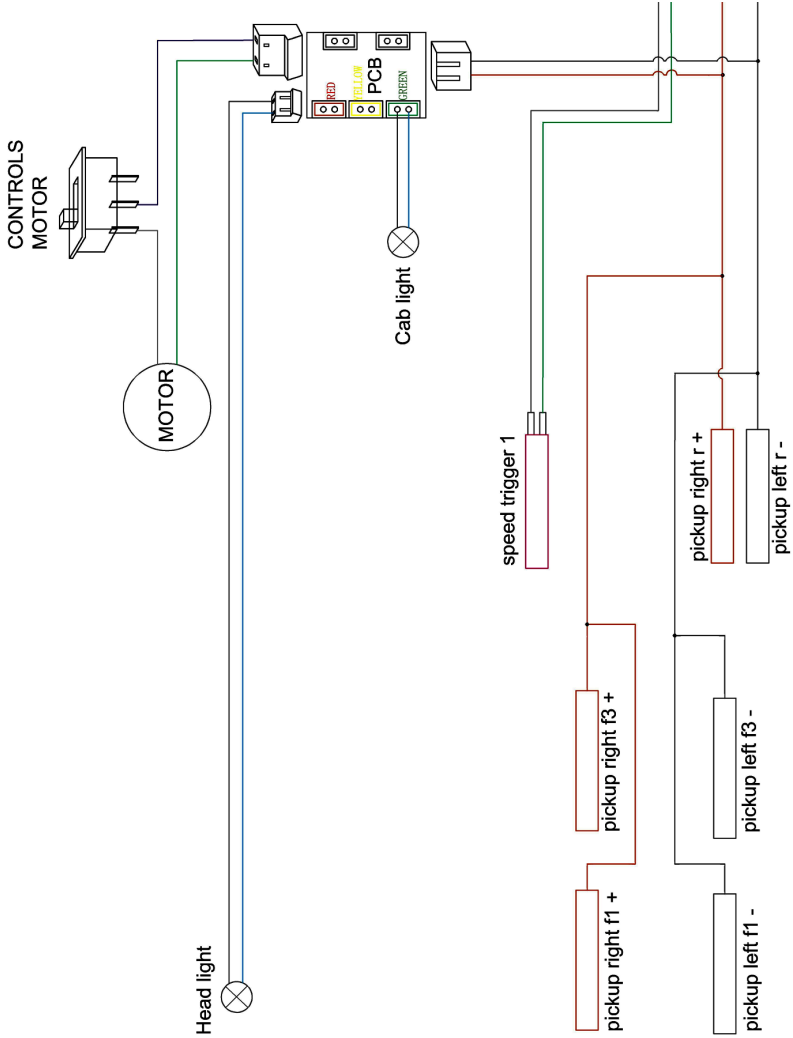 CONTROLS
MOTOR
MOTOR
RED
YELLOW
PCB
GREEN
Cab light
Head light
speed trigger 1
pickup right r +
pickup left r -
pickup right f3 +
pickup left f3 -
pickup right f1 +
pickup left f1 -